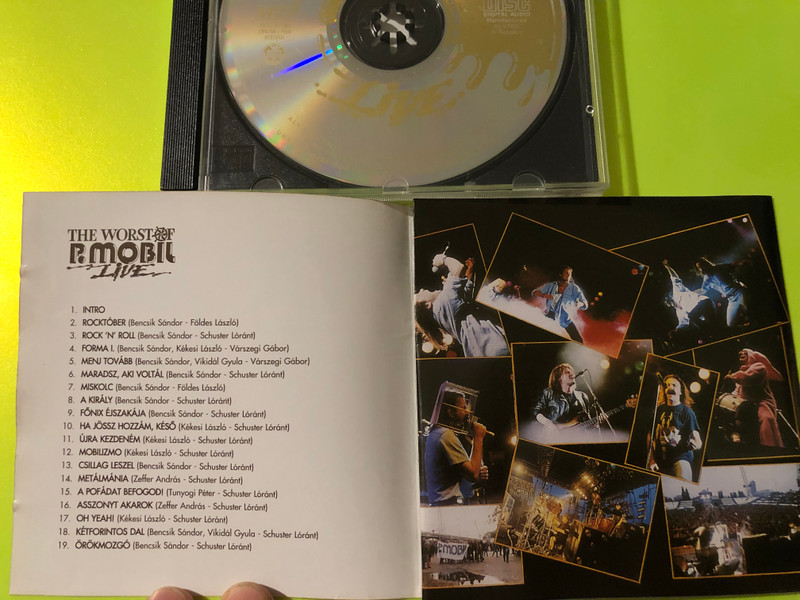 DISC
DIGITAL AUDIO
LIVE
THE WORST OF
P. MOBIL
LIVE
1. INTRO
2. ROCKTÓBER (Bencsik Sándor - Földes László)
3. ROCK 'N' ROLL (Bencsik Sándor - Schuster Lóránt)
4. FORMA I. (Bencsik Sándor, Kékesi László - Várszegi Gábor)
5. MENJ TOVÁBB (Bencsik Sándor, Vikidál Gyula - Várszegi Gábor)
6. MARADSZ, AKI VOLTÁL (Bencsik Sándor - Schuster Lóránt)
7. MISKOLC (Bencsik Sándor - Földes László)
8. A KIRÁLY (Bencsik Sándor - Schuster Lóránt)
9. FŐNIX ÉJSZAKÁJA (Bencsik Sándor - Schuster Lóránt)
10. HA JÖSSZ HOZZÁM, KÉSŐ (Kékesi László - Schuster Lóránt)
11. ÚJRA KEZDENÉM (Kékesi László - Schuster Lóránt)
12. MOBILIZMO (Kékesi László - Schuster Lóránt)
13. CSILLAG LESZEL (Bencsik Sándor - Schuster Lóránt)
14. METÁLMÁNIA (Zeffer András - Schuster Lóránt)
15. A POFÁDAT BEFOGOD! (Tunyogi Péter - Schuster Lóránt)
16. ASSZONYT AKAROK (Zeffer András - Schuster Lóránt)
17. OH YEAH! (Kékesi László - Schuster Lóránt)
18. KÉTFORINTOS DAL (Bencsik Sándor, Vikidál Gyula - Schuster Lóránt)
19. ÖRÖKMOZGÓ (Bencsik Sándor - Schuster Lóránt)
P. MOBIL